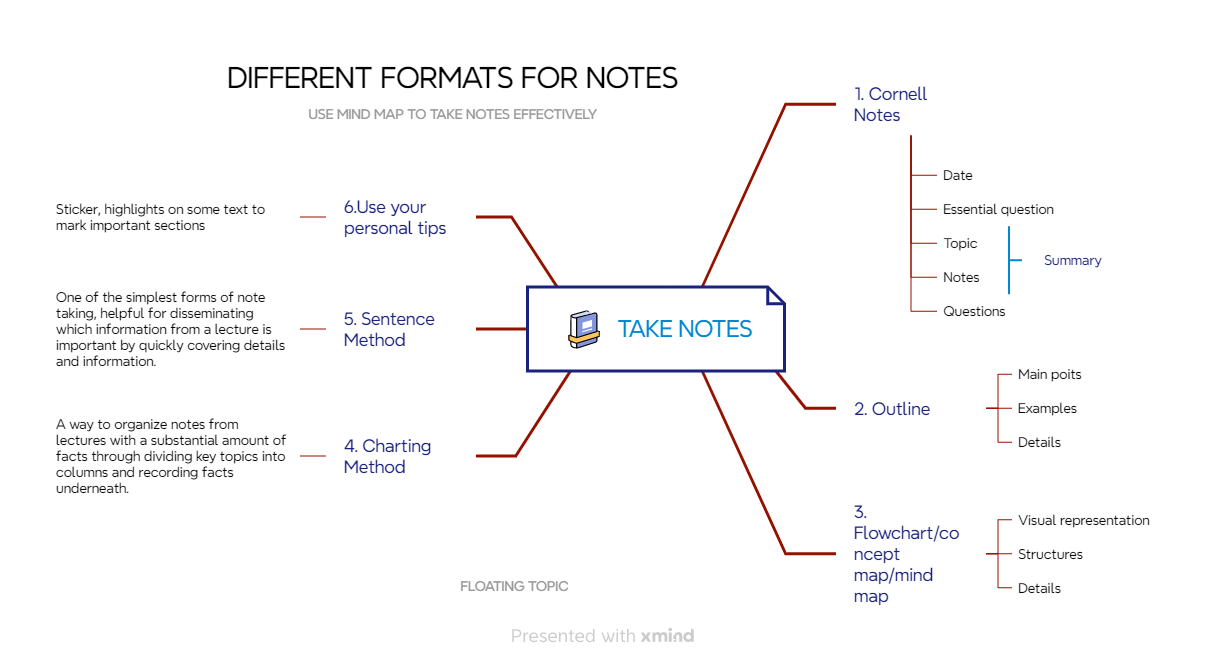 DIFFERENT FORMATS FOR NOTES
USE MIND MAP TO TAKE NOTES EFFECTIVELY
TAKE NOTES
1. Cornell
Notes
Date
Essential question
Topic
Notes
Questions
Summary
2. Outline
Main poits
Examples
Details
3.
Flowchart/co
ncept
map/mind
map
Visual representation
Structures
Details
4. Charting
Method
A way to organize notes from
lectures with a substantial amount of
facts through dividing key topics into
columns and recording facts
underneath.
5. Sentence
Method
One of the simplest forms of note
taking, helpful for disseminating
which information from a lecture is
important by quickly covering details
and information.
6.Use your
personal tips
Sticker, highlights on some text to
mark important sections
FLOATING TOPIC
Presented with xmind